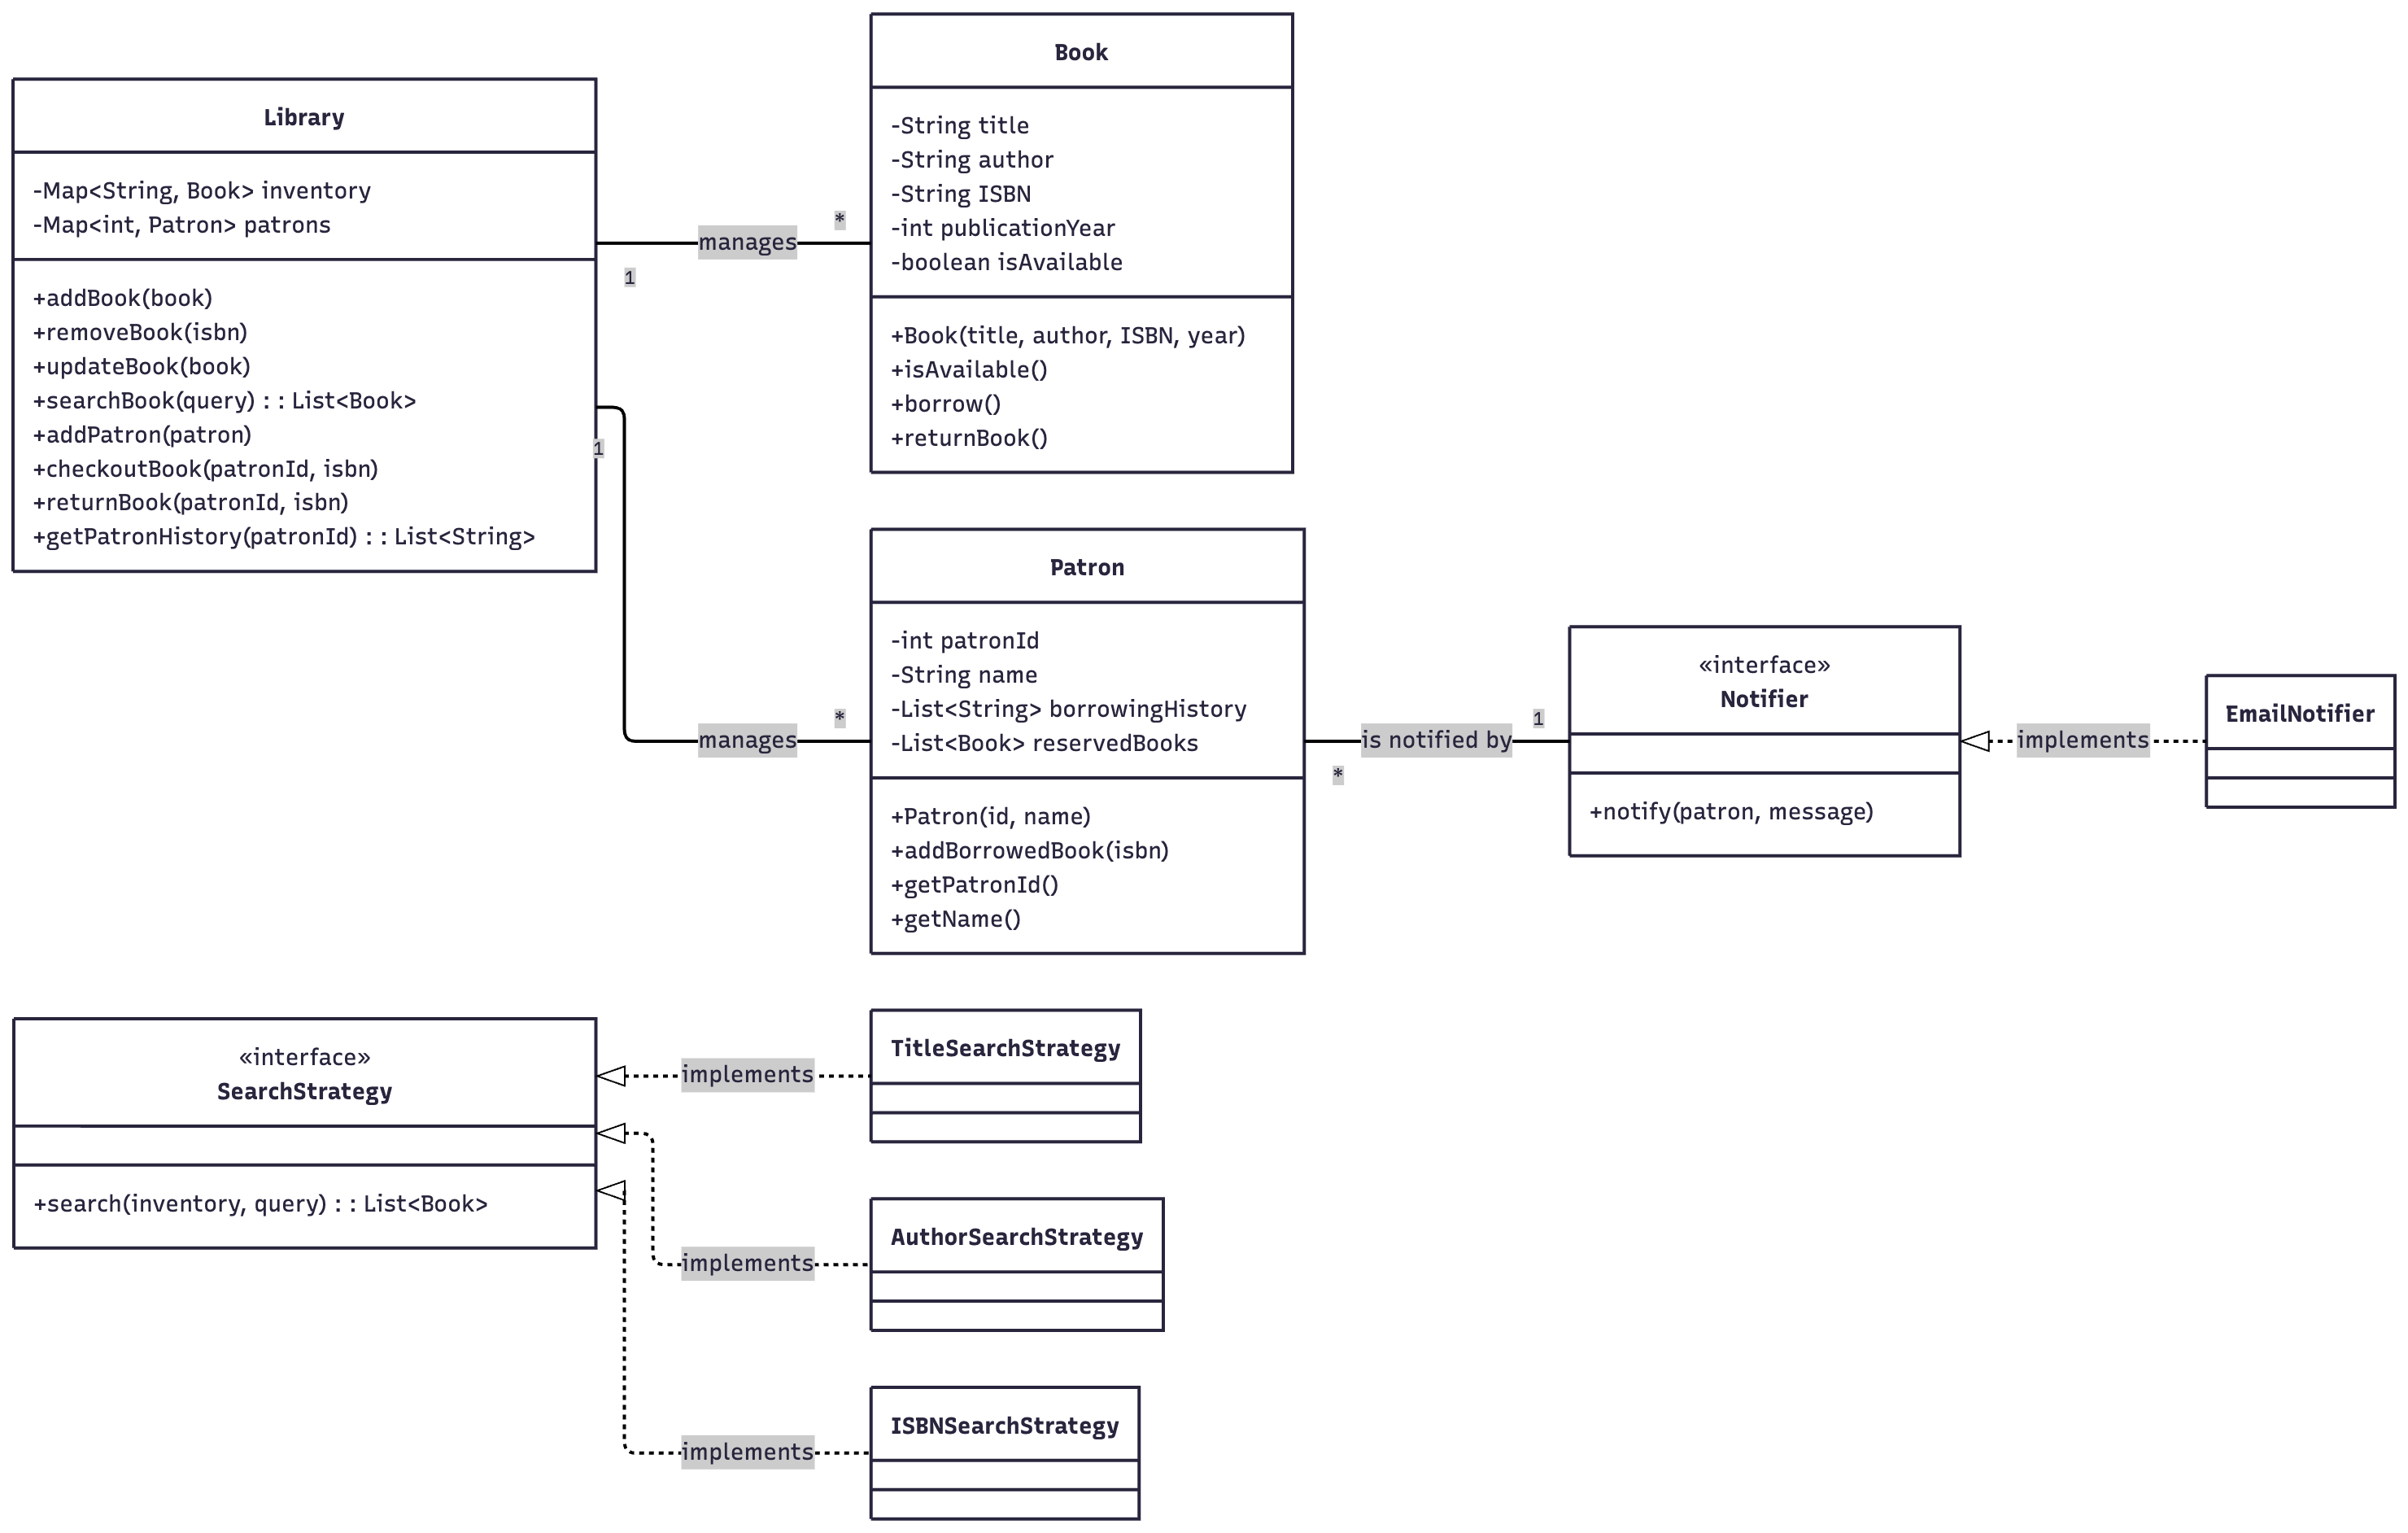 Library
-Map<String, Book> inventory
-Map<int, Patron> patrons
+addBook(book)
+removeBook(isbn)
+updateBook(book)
+searchBook(query) : : List<Book>
+addPatron(patron)
+checkoutBook(patronId, isbn)
+returnBook(patronId, isbn)
+getPatronHistory(patronId) : : List<String>
manages
*
1
Book
-String title
-String author
-String ISBN
-int publicationYear
-boolean isAvailable
+Book(title, author, ISBN, year)
+isAvailable()
+borrow()
+returnBook()
1
manages
*
Patron
-int patronId
-String name
-List<String> borrowingHistory
-List<Book> reservedBooks
+Patron(id, name)
+addBorrowedBook(isbn)
+getPatronId()
+getName()
is notified by
1
*
«interface»
Notifier
+notify(patron, message)
implements
EmailNotifier
«interface»
SearchStrategy
+search(inventory, query) : : List<Book>
implements
TitleSearchStrategy
implements
AuthorSearchStrategy
implements
ISBNSearchStrategy